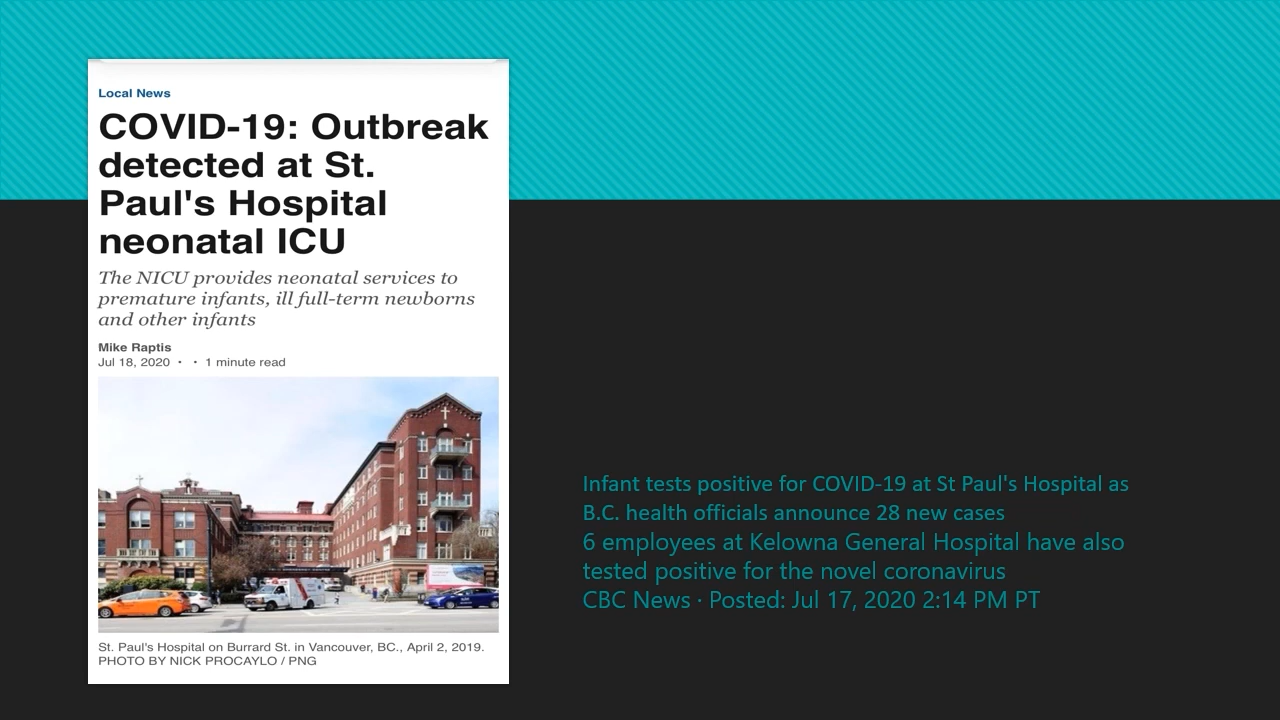 Local News
COVID-19: Outbreak
detected at St.
Paul's Hospital
neonatal ICU
The NICU provides neonatal services to
premature infants, ill full-term newborns
and other infants
Mike Raptis
Jul 18, 2020 · · 1 minute read
St. Paul's Hospital on Burrard St. in Vancouver, BC., April 2, 2019.
PHOTO BY NICK PROCAYLO / PNG
Infant tests positive for COVID-19 at St Paul's Hospital as
B.C. health officials announce 28 new cases
6 employees at Kelowna General Hospital have also
tested positive for the novel coronavirus
CBC News · Posted: Jul 17, 2020 2:14 PM PT